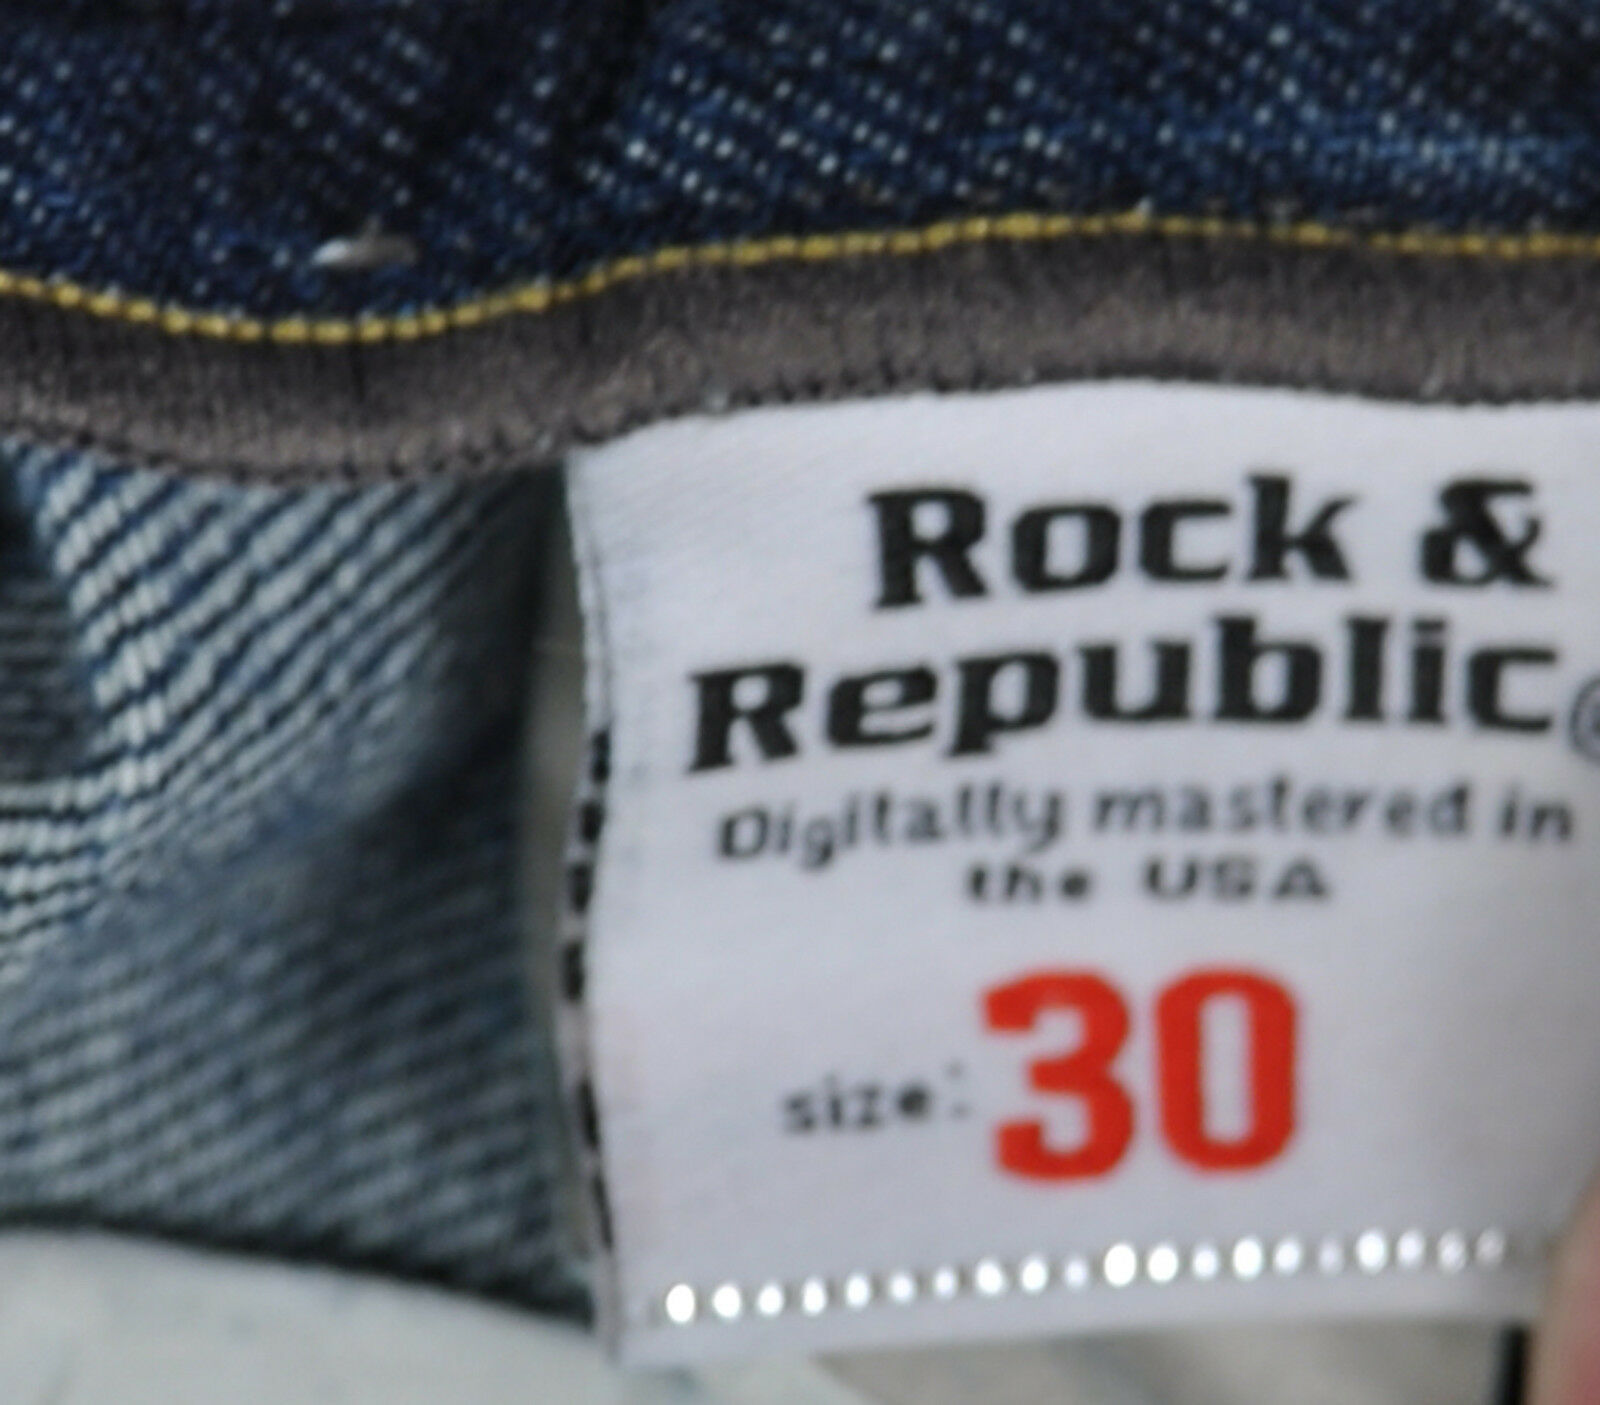 Rock &
Republic®
Digitally mastered in
the USA
size: 30